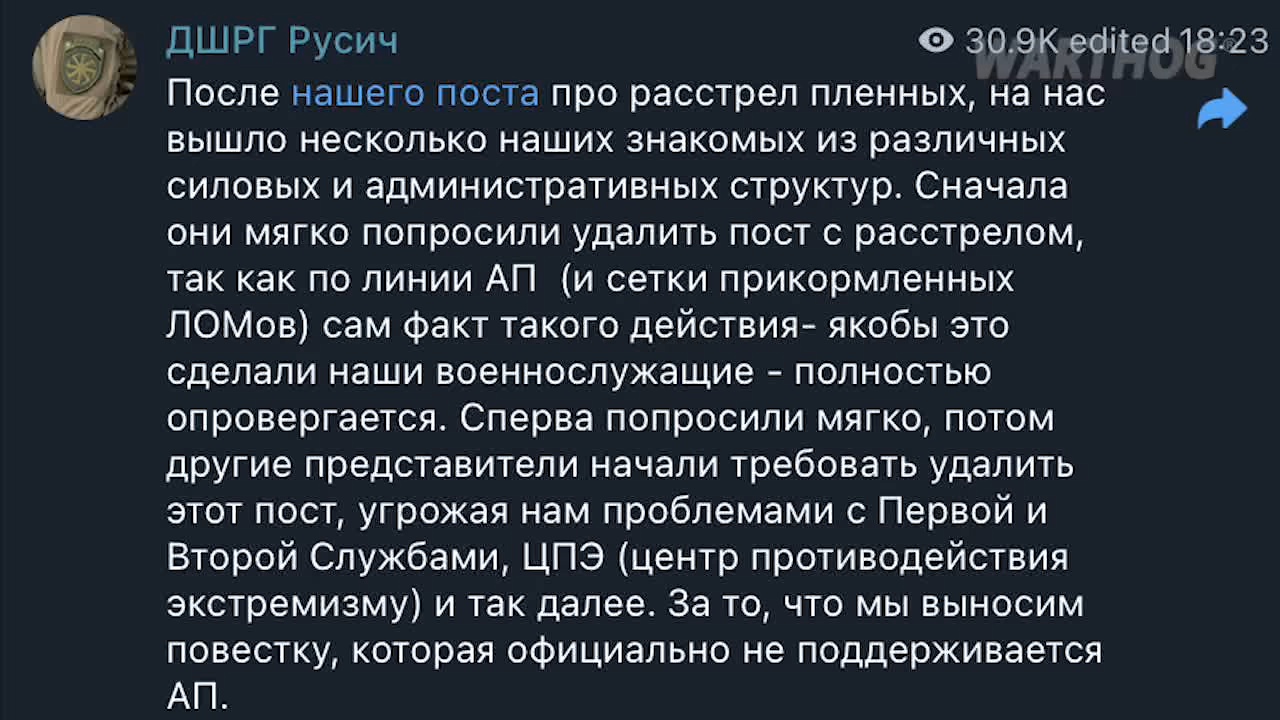 ДШРГ Русич
30.9K edited 18:23
WARTHOG
После нашего поста про расстрел пленных, на нас
вышло несколько наших знакомых из различных
силовых и административных структур. Сначала
они мягко попросили удалить пост с расстрелом,
так как по линии АП (и сетки прикормленных
ЛОМов) сам факт такого действия- якобы это
сделали наши военнослужащие - полностью
опровергается. Сперва попросили мягко, потом
другие представители начали требовать удалить
этот пост, угрожая нам проблемами с Первой и
Второй Службами, ЦПЭ (центр противодействия
экстремизму) и так далее. За то, что мы выносим
повестку, которая официально не поддерживается
АП.